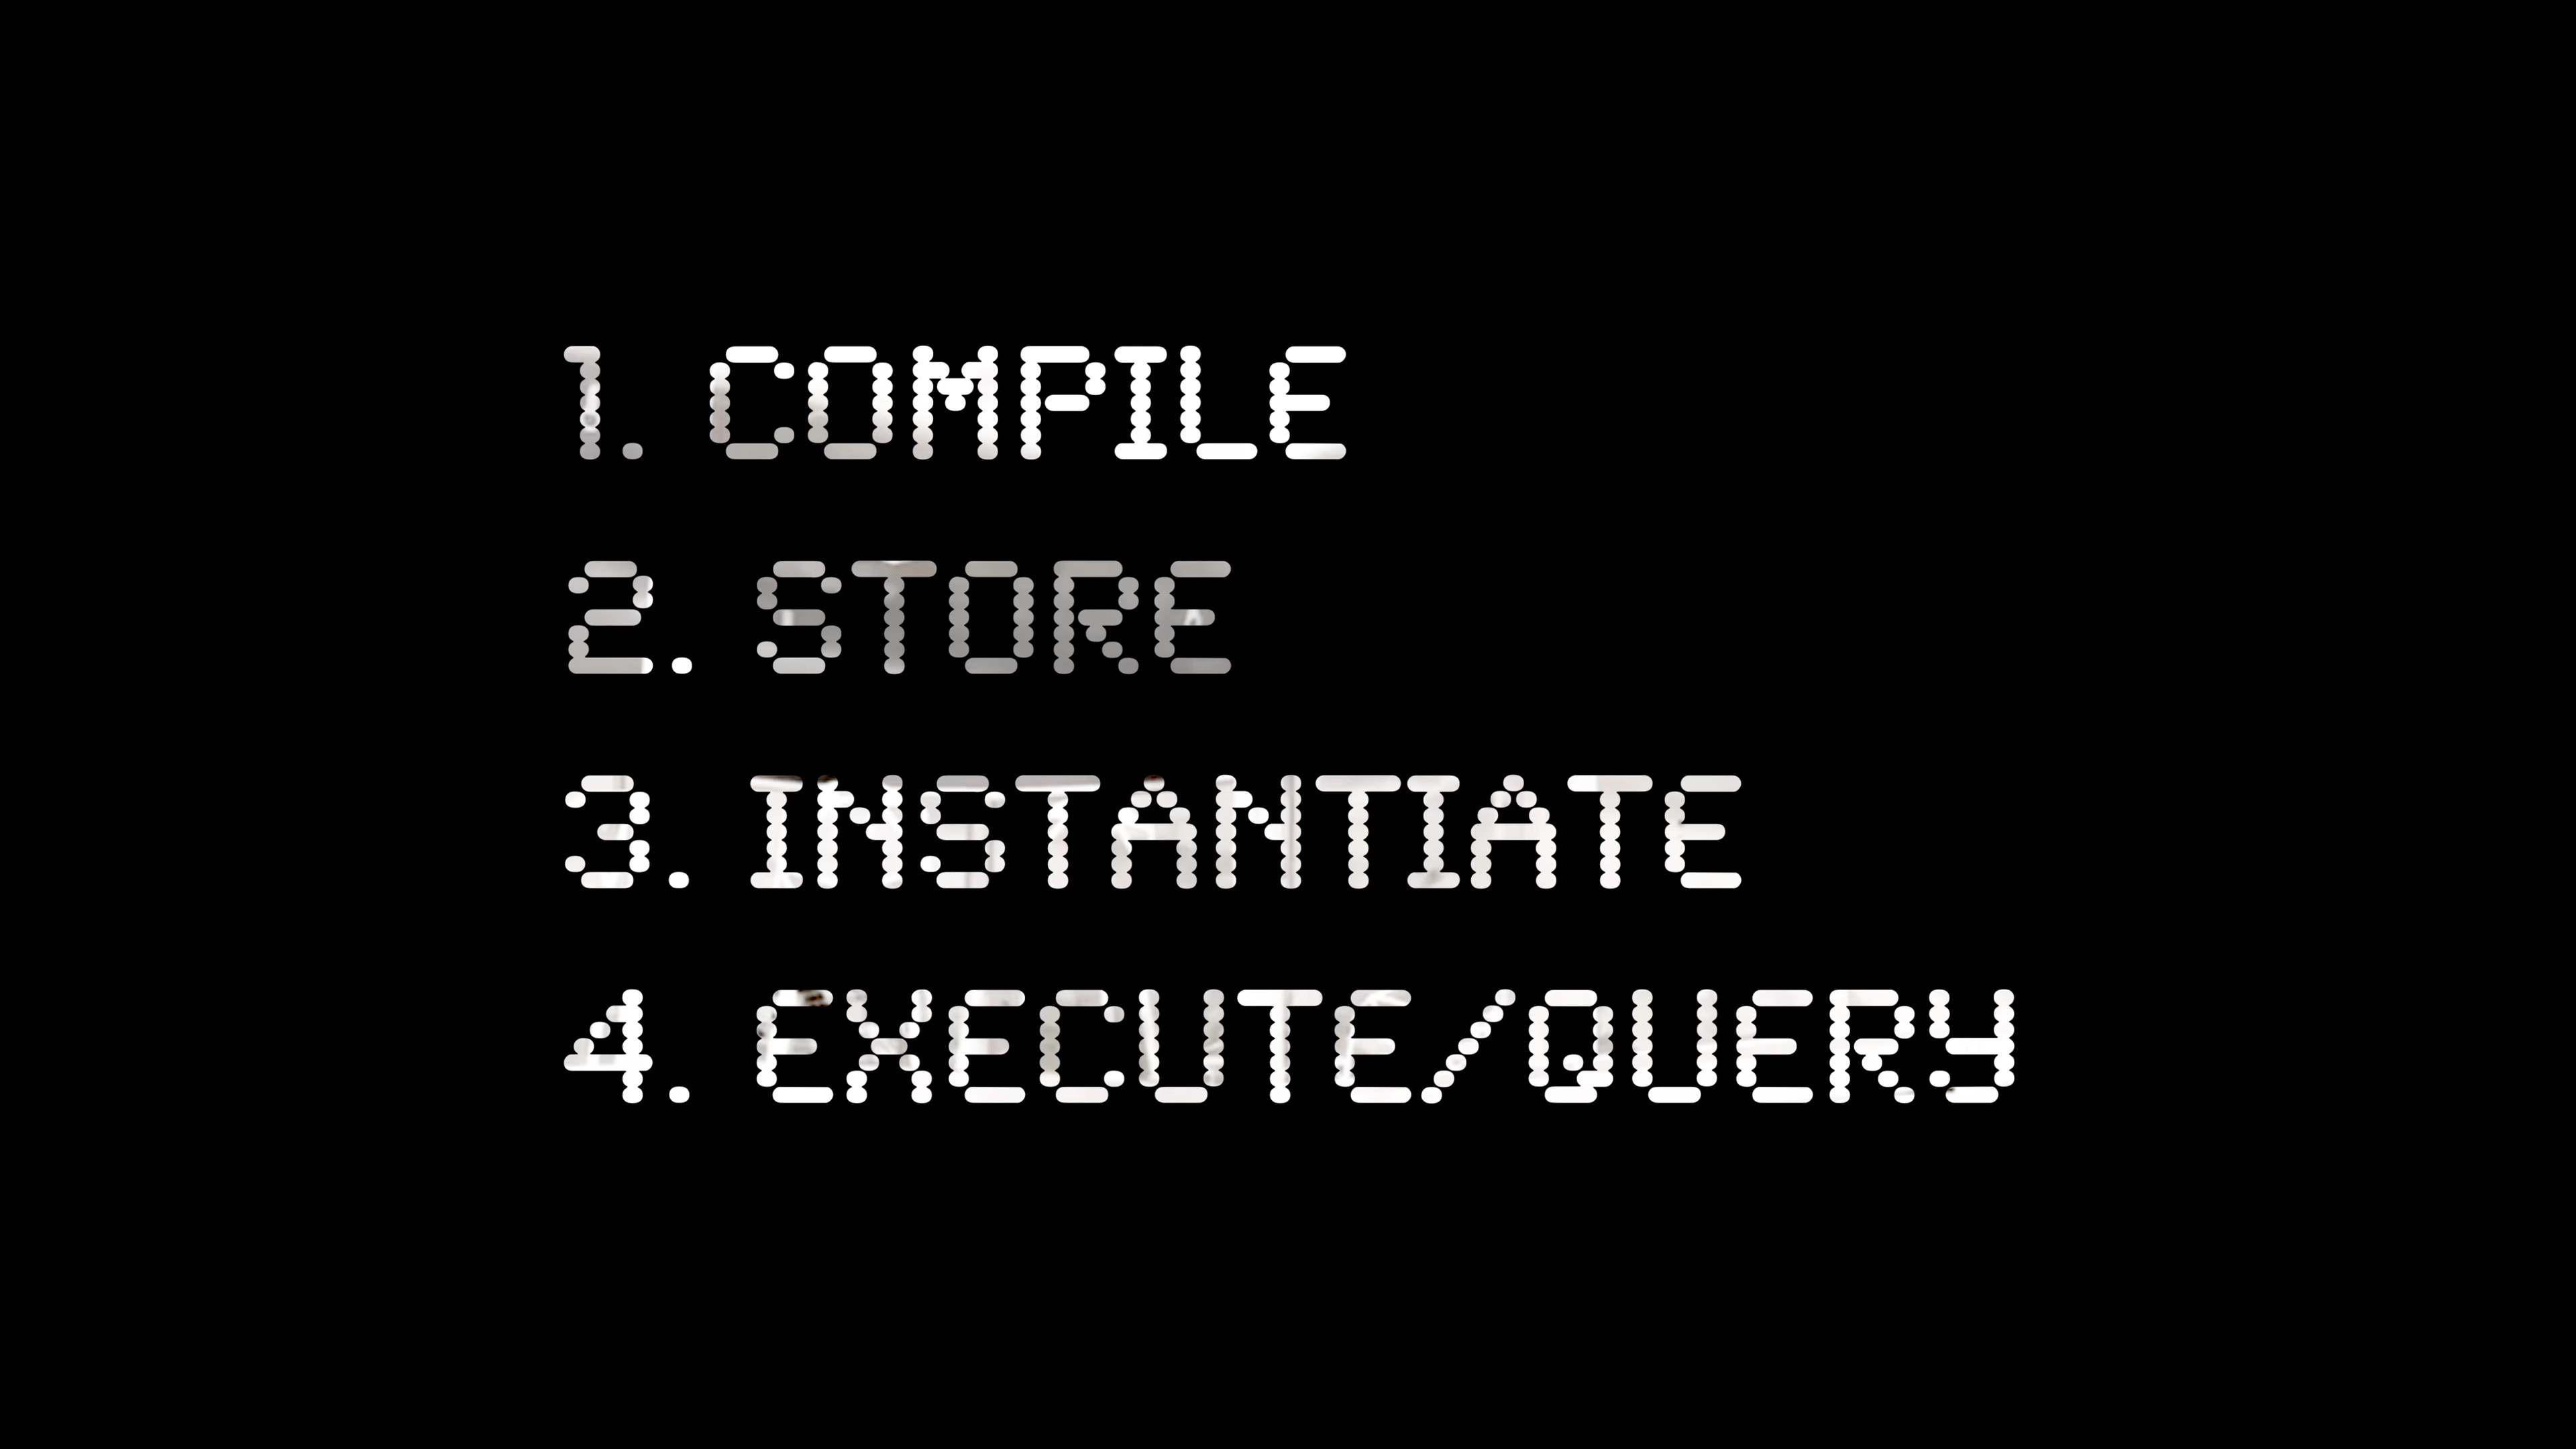 1. COMPILE
2. STORE
3. INSTANTIATE
4. EXECUTE/QUERY